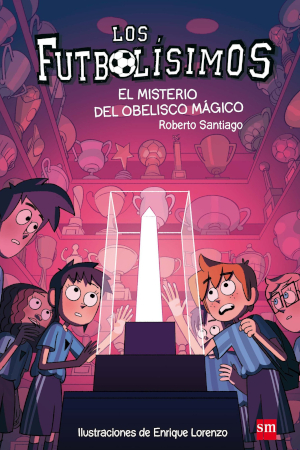 LOS
FUTBOLÍSIMOS
EL MISTERIO
DEL OBELISCO MÁGICO
Roberto Santiago
Ilustraciones de Enrique Lorenzo
sm